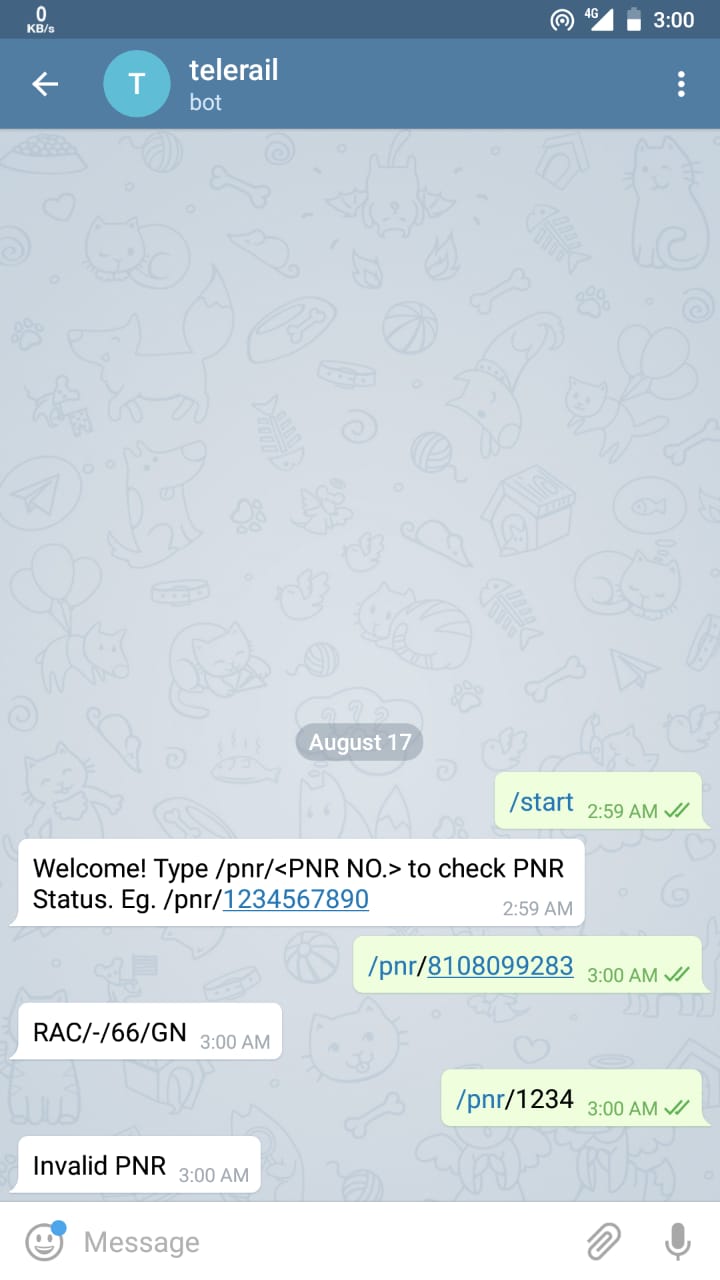 0
KB/s
4G
3:00
T
telerail
bot
August 17
/start 2:59 AM
Welcome! Type /pnr/<PNR NO.> to check PNR
Status. Eg. /pnr/1234567890
2:59 AM
/pnr/8108099283 3:00 AM
RAC/-/66/GN 3:00 AM
/pnr/1234 3:00 AM
Invalid PNR 3:00 AM
Message